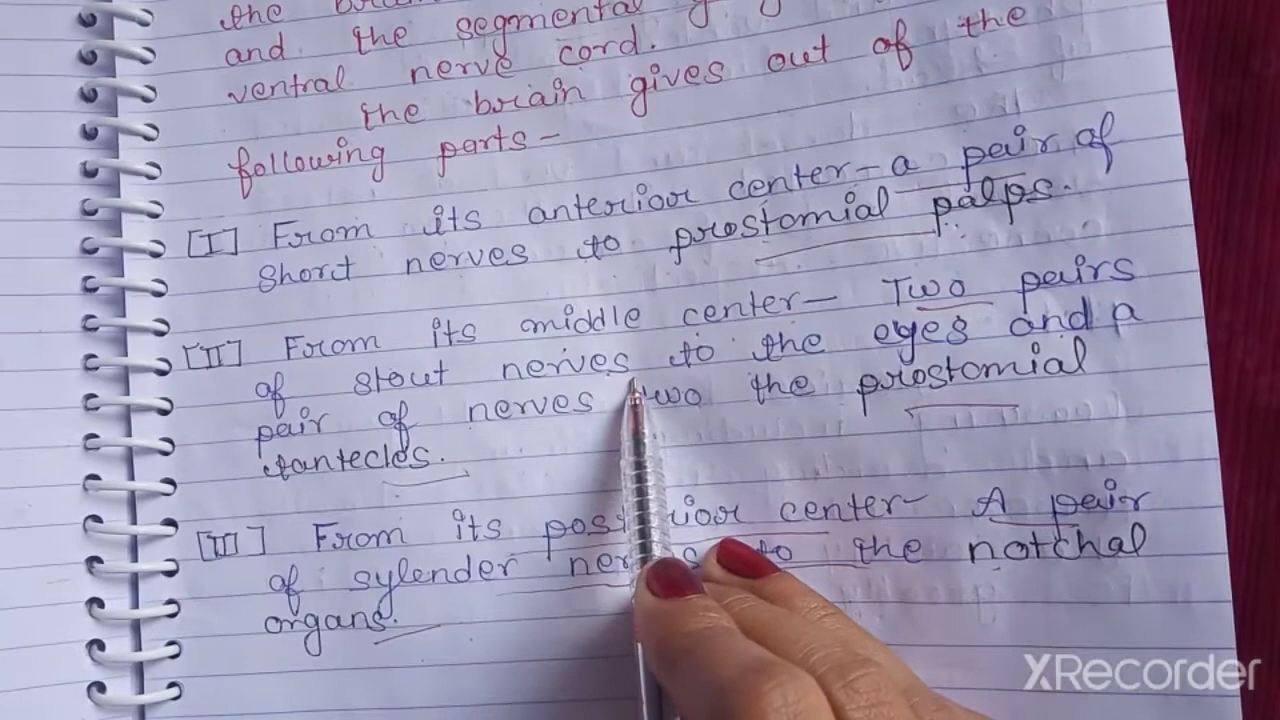 the
and the segmental
ventral nerve cord.
the brain gives out of the
following parts-
[I] From its anterior center- a pair of
short nerves to prostomial palps.
[II] From its middle center- Two pairs
of stout nerves to the eyes and a
pair of nerves two the prostomial
tantecles.
[III] From its center- A pair
of sylender to the notchal
organs.
XRecorder